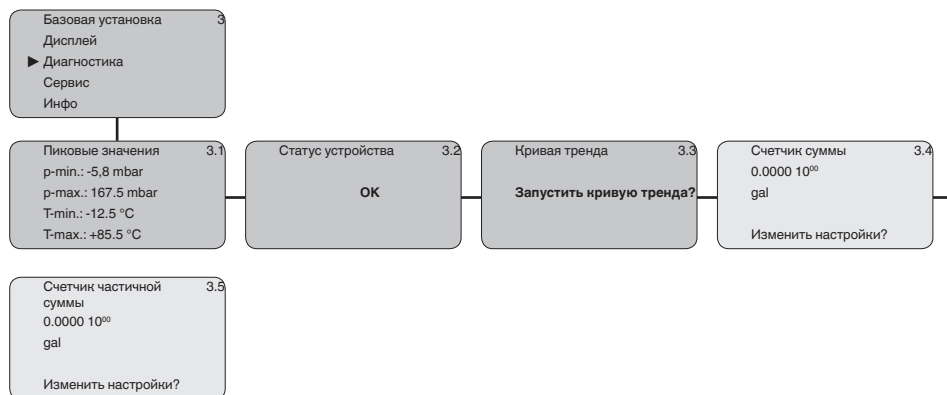 Базовая установка 3
Дисплей
▶ Диагностика
Сервис
Инфо
Пиковые значения 3.1
p-min.: -5,8 mbar
p-max.: 167.5 mbar
T-min.: -12.5 °C
T-max.: +85.5 °C
Статус устройства 3.2
OK
Кривая тренда 3.3
Запустить кривую тренда?
Счетчик суммы 3.4
0.0000 10⁰⁰
gal
Изменить настройки?
Счетчик частичной 3.5
суммы
0.0000 10⁰⁰
gal
Изменить настройки?